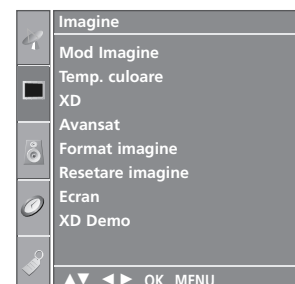 Imagine
Mod Imagine
Temp. culoare
XD
Avansat
Format imagine
Resetare imagine
Ecran
XD Demo
▲▼ ◄► OK MENU